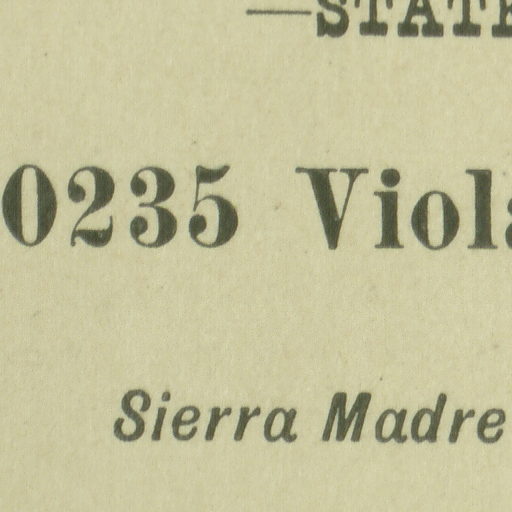 —STATE
0235 Viola
Sierra Madre